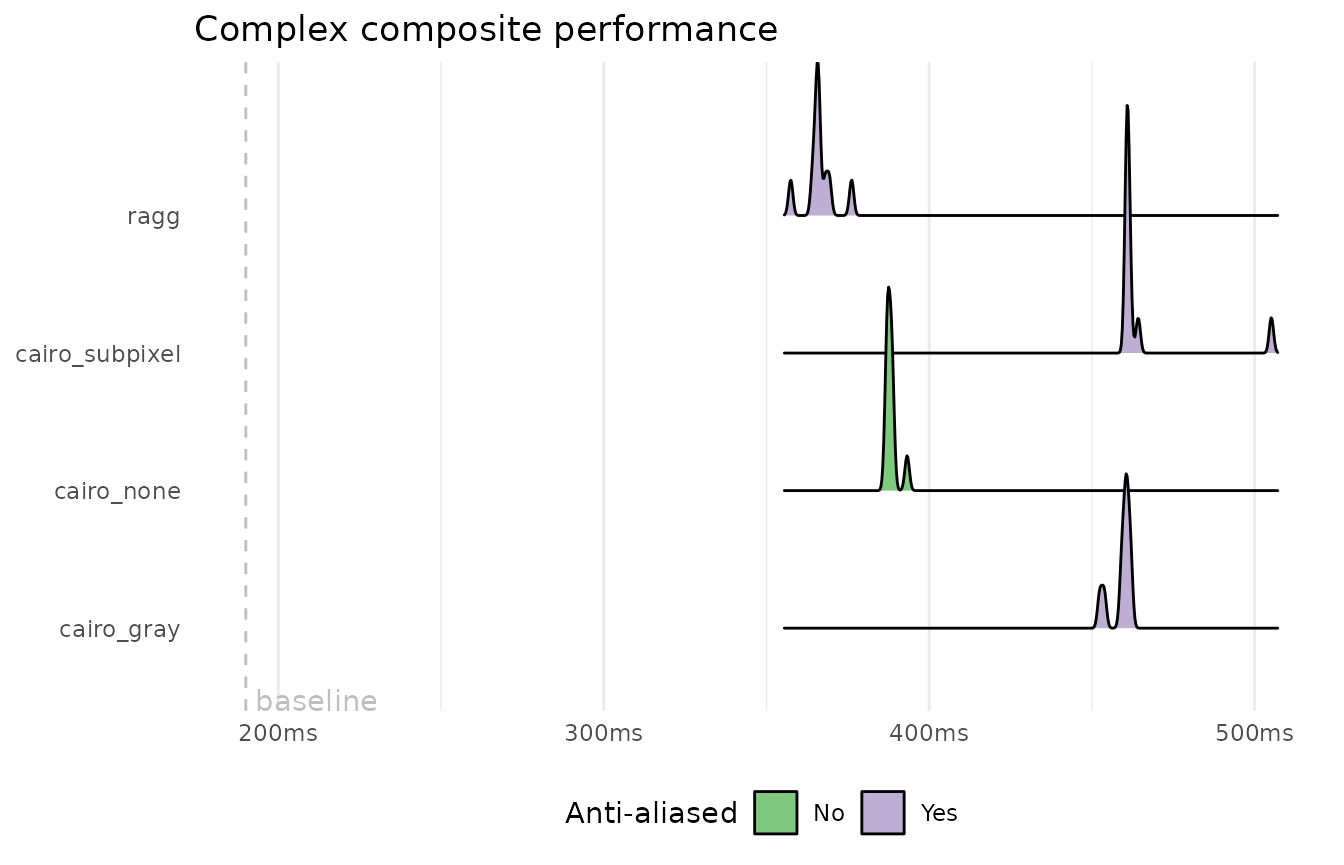 Complex composite performance
ragg
cairo_subpixel
cairo_none
cairo_gray
baseline
200ms 300ms 400ms 500ms
Anti-aliased No Yes